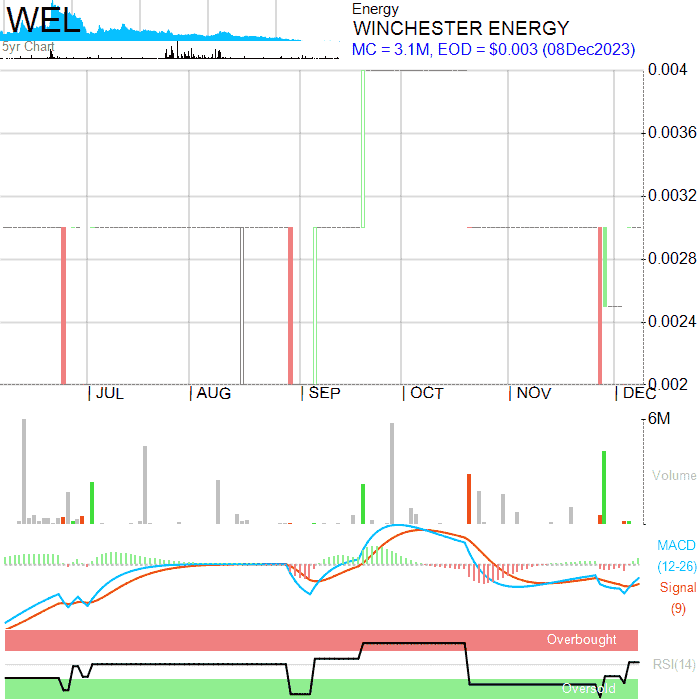 WEL
5yr Chart
Energy
WINCHESTER ENERGY
MC = 3.1M, EOD = $0.003 (08Dec2023)
0.004
0.0036
0.0032
0.0028
0.0024
0.002
JUL AUG SEP OCT NOV DEC
6M
Volume
MACD
(12-26)
Signal
(9)
Overbought
RSI(14)
Oversold